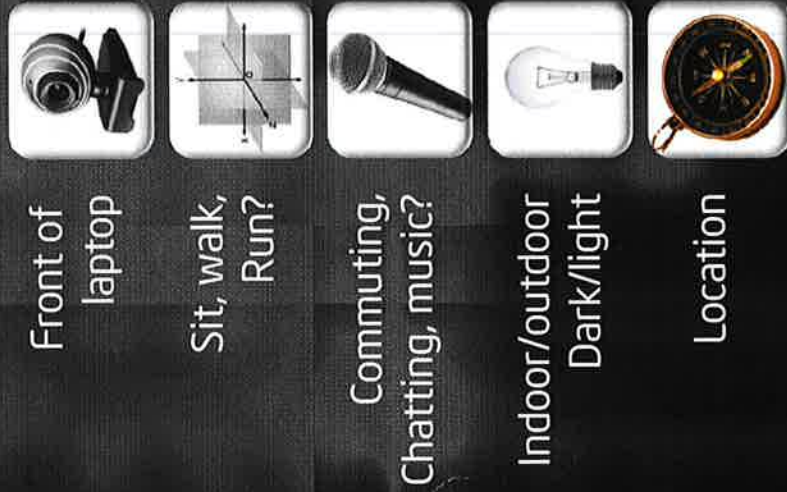 Front of
laptop
Sit, walk,
Run?
Commuting,
Chatting, music?
Indoor/outdoor
Dark/light
Location